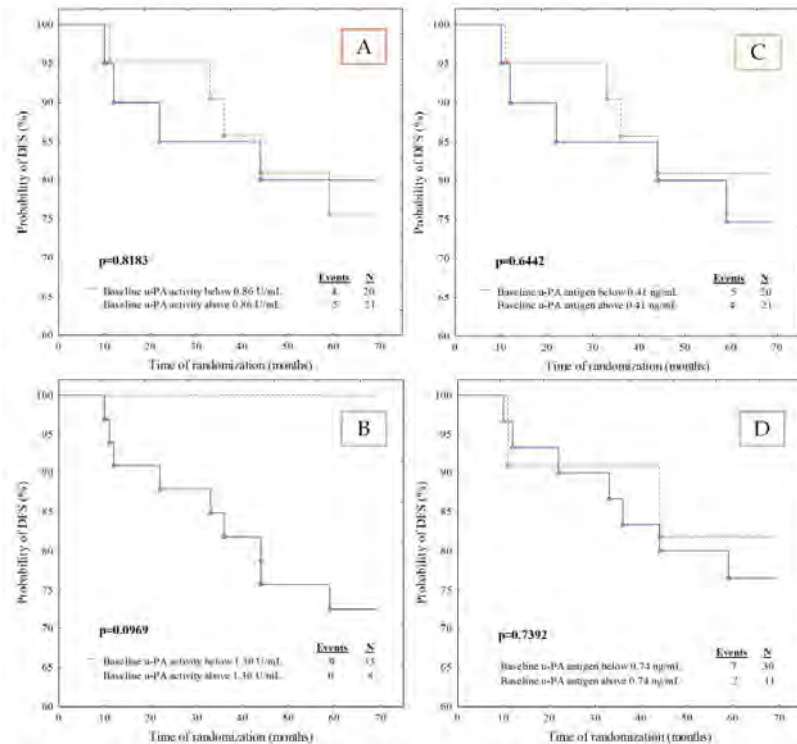 A
100
95
90
85
80
75
70
65
60
Probability of DFS (%)
p=0.8183
Events N
Baseline u-PA activity below 0.86 U/mL 4 20
Baseline u-PA activity above 0.86 U/mL 5 21
0 10 20 30 40 50 60 70
Time of randomization (months)
C
100
95
90
85
80
75
70
65
60
Probability of DFS (%)
p=0.6442
Events N
Baseline u-PA antigen below 0.41 ng/mL 5 20
Baseline u-PA antigen above 0.41 ng/mL 4 21
0 10 20 30 40 50 60 70
Time of randomization (months)
B
100
95
90
85
80
75
70
65
60
Probability of DFS (%)
p=0.0969
Events N
Baseline u-PA activity below 1.30 U/mL 9
Baseline u-PA activity above 1.30 U/mL 0 8
0 10 20 30 40 50 60 70
Time of randomization (months)
D
100
95
90
85
80
75
70
65
60
Probability of DFS (%)
p=0.7392
Events N
Baseline u-PA antigen below 0.74 ng/mL 7 30
Baseline u-PA antigen above 0.74 ng/mL 2 11
0 10 20 30 40 50 60 70
Time of randomization (months)